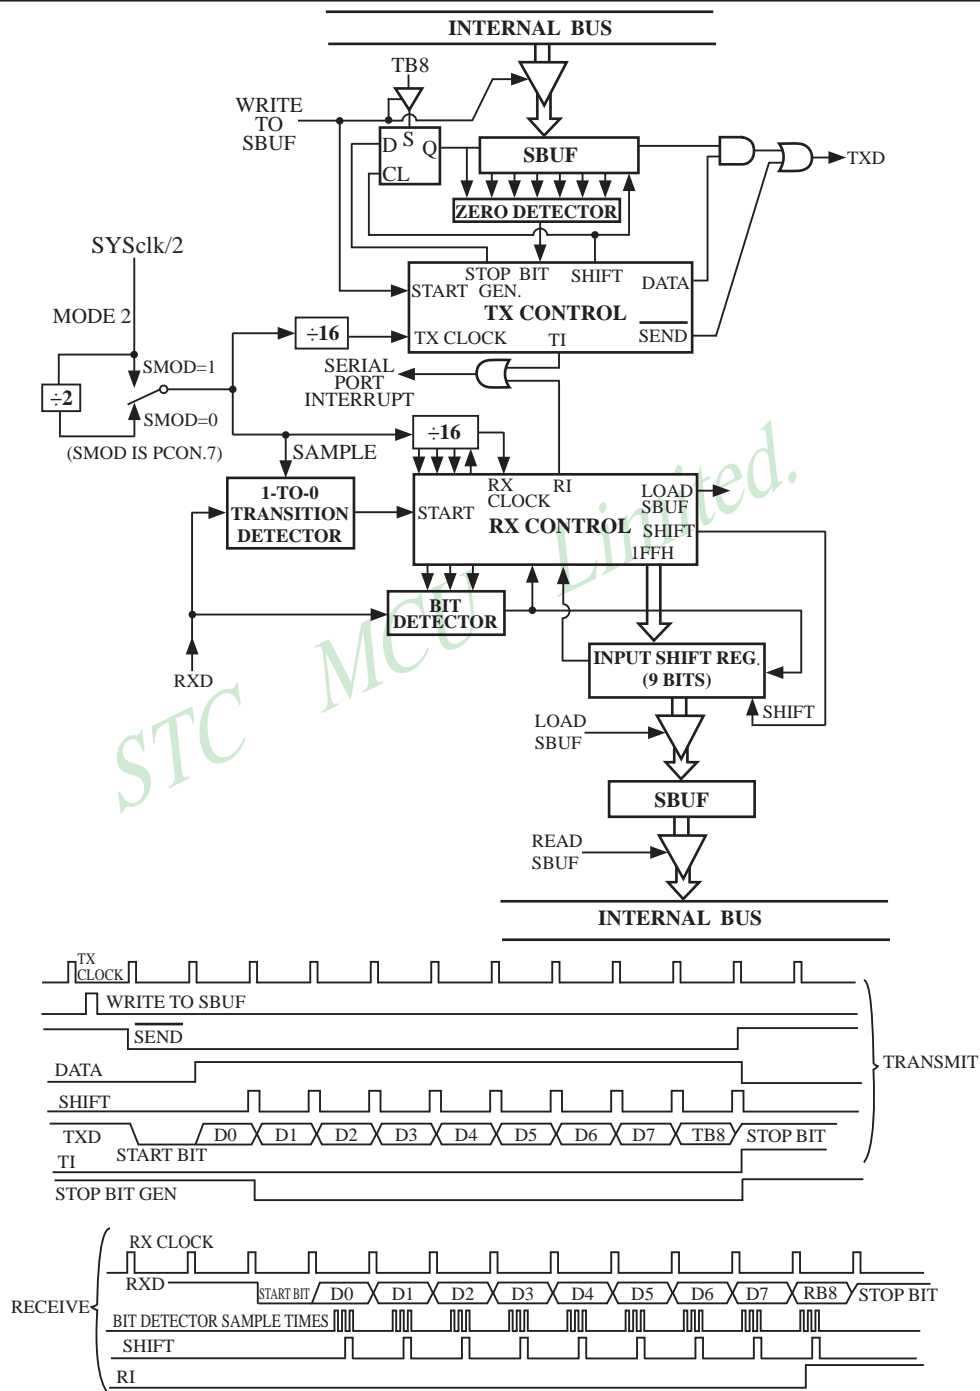 INTERNAL BUS
TB8
WRITE
TO
SBUF
D S Q
CL
SBUF
TXD
ZERO DETECTOR
SYSclk/2
STOP BIT
GEN.
SHIFT
DATA
START
TX CONTROL
MODE 2
÷16
TX CLOCK
TI
SEND
SMOD=1
SERIAL
PORT
INTERRUPT
÷2
SMOD=0
(SMOD IS PCON.7)
÷16
SAMPLE
1-TO-0
TRANSITION
DETECTOR
RX
CLOCK
RI
LOAD
SBUF
START
RX CONTROL
SHIFT
1FFH
BIT
DETECTOR
RXD
INPUT SHIFT REG.
(9 BITS)
SHIFT
LOAD
SBUF
SBUF
READ
SBUF
INTERNAL BUS
STC MCU Limited.
TX
CLOCK
WRITE TO SBUF
SEND
DATA
TRANSMIT
SHIFT
TXD
START BIT
D0 D1 D2 D3 D4 D5 D6 D7 TB8 STOP BIT
TI
STOP BIT GEN
RX CLOCK
RXD
START BIT D0 D1 D2 D3 D4 D5 D6 D7 RB8 STOP BIT
RECEIVE
BIT DETECTOR SAMPLE TIMES
SHIFT
RI